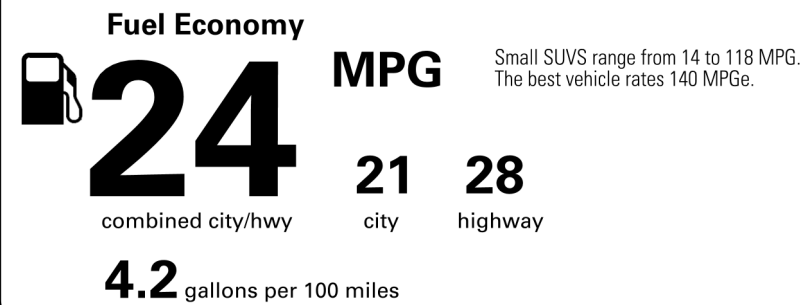 Fuel Economy
24 MPG
Small SUVS range from 14 to 118 MPG.
The best vehicle rates 140 MPGe.
21 28
combined city/hwy city highway
4.2 gallons per 100 miles